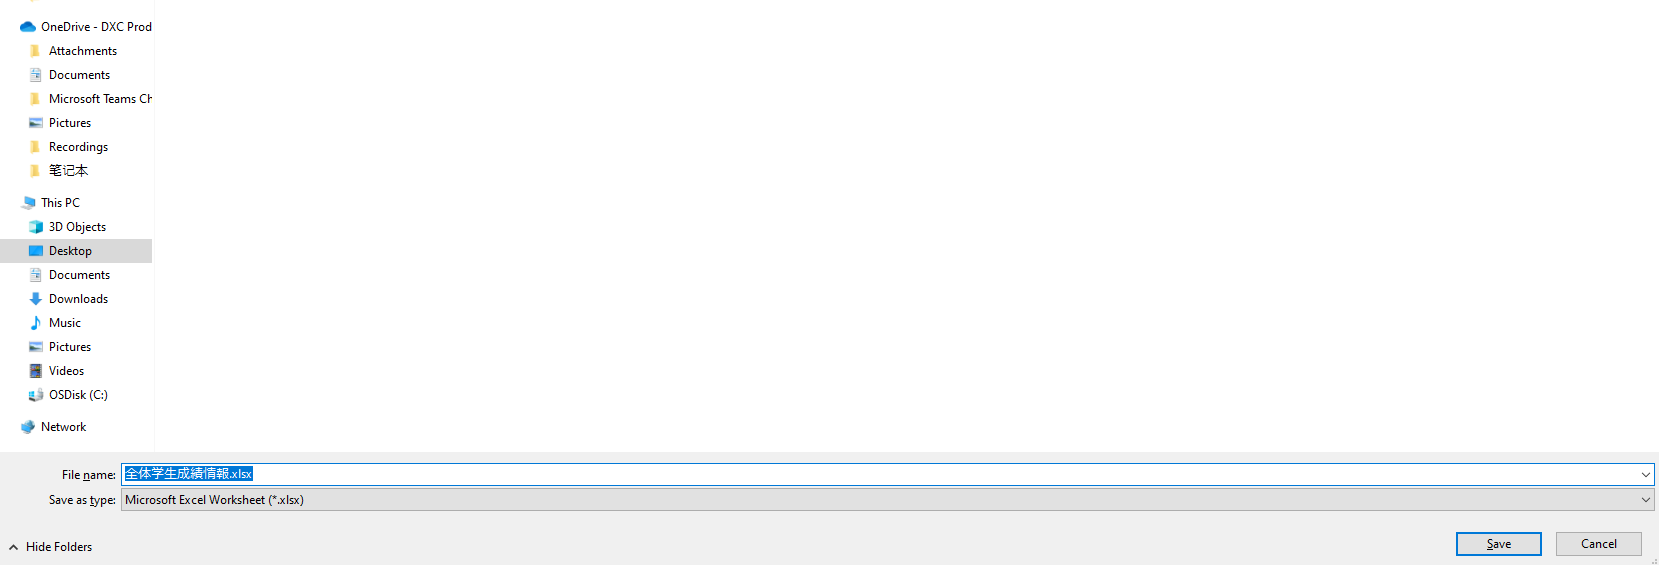 OneDrive - DXC Prod
Attachments
Documents
Microsoft Teams Ch
Pictures
Recordings
笔记本
This PC
3D Objects
Desktop
Documents
Downloads
Music
Pictures
Videos
OSDisk (C:)
Network
File name: 全体学生成績情報.xlsx
Save as type: Microsoft Excel Worksheet (*.xlsx)
Hide Folders Save Cancel